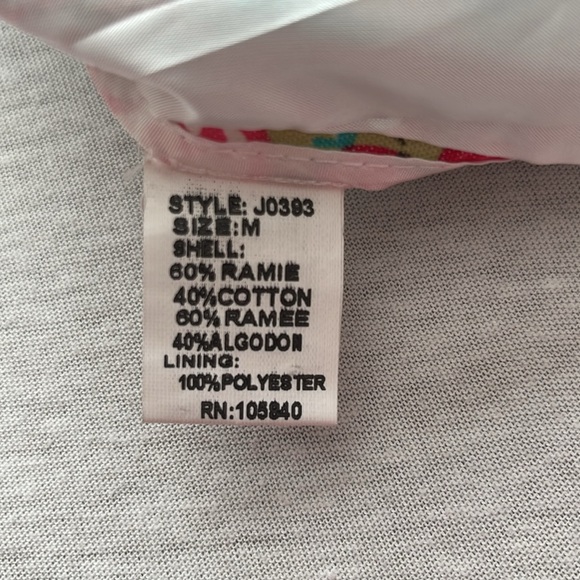 STYLE: J0393
SIZE:M
SHELL:
60% RAMIE
40%COTTON
60% RAMEE
40%ALGODON
LINING:
100%POLYESTER
RN:105840